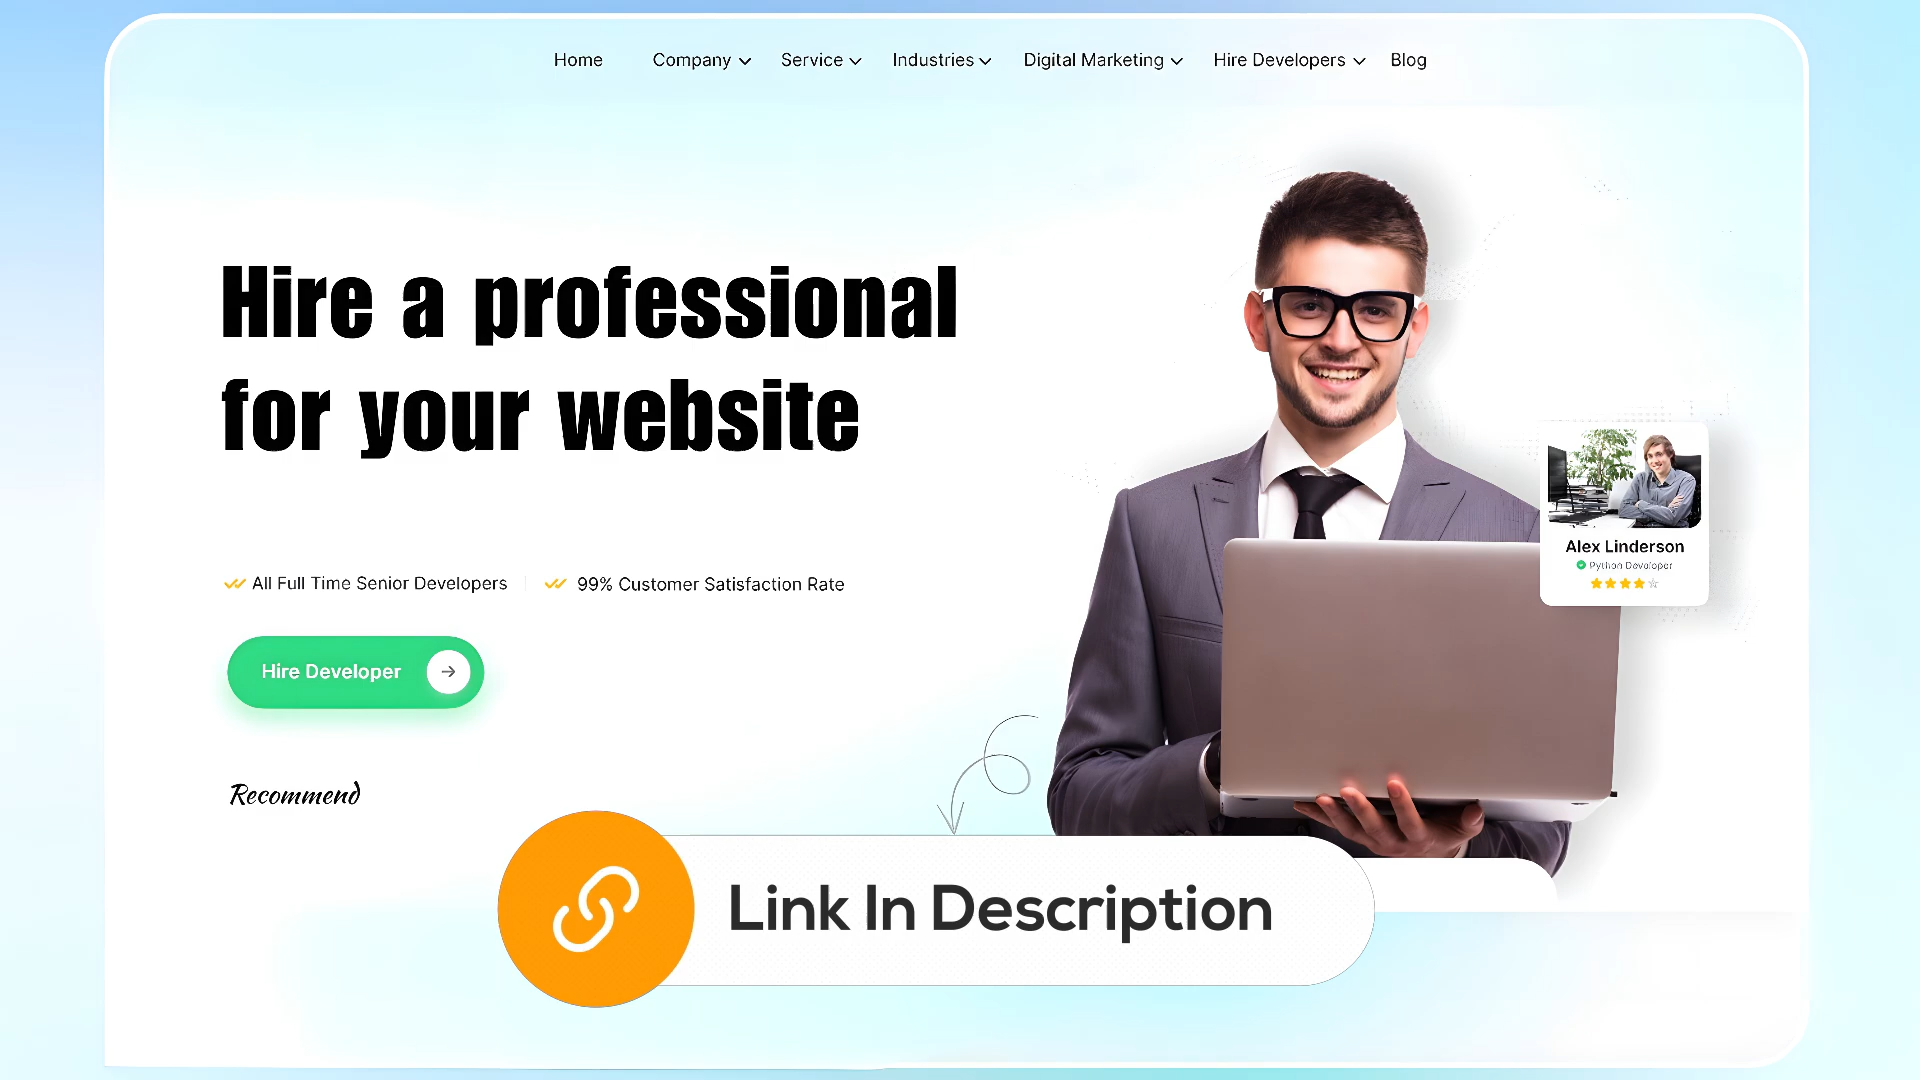 Home Company Service Industries Digital Marketing Hire Developers Blog
Hire a professional
for your website
All Full Time Senior Developers 99% Customer Satisfaction Rate
Alex Linderson
Python Developer
Hire Developer
Recommend
Link In Description